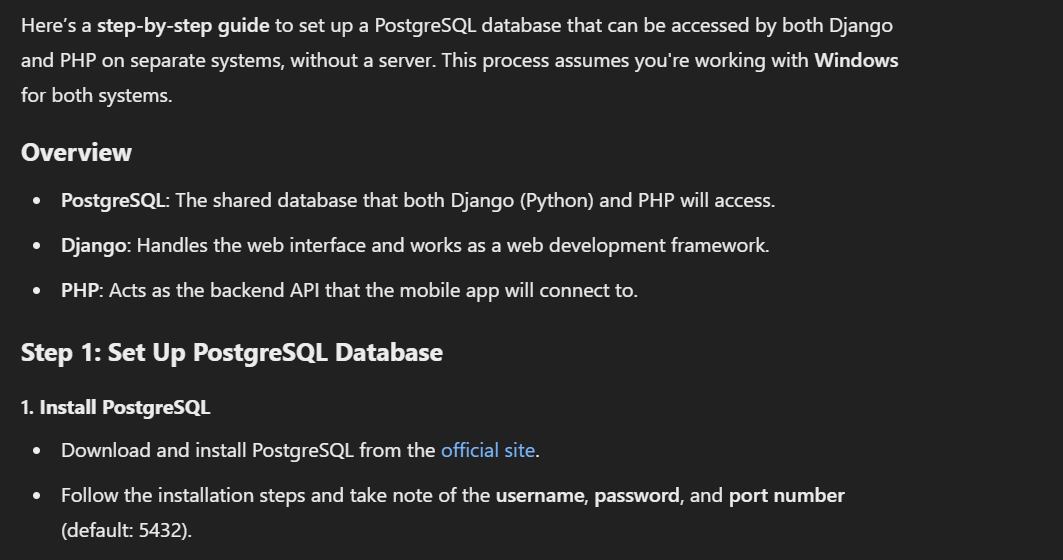 Here’s a step-by-step guide to set up a PostgreSQL database that can be accessed by both Django
and PHP on separate systems, without a server. This process assumes you're working with Windows
for both systems.
Overview
• PostgreSQL: The shared database that both Django (Python) and PHP will access.
• Django: Handles the web interface and works as a web development framework.
• PHP: Acts as the backend API that the mobile app will connect to.
Step 1: Set Up PostgreSQL Database
1. Install PostgreSQL
• Download and install PostgreSQL from the official site.
• Follow the installation steps and take note of the username, password, and port number
(default: 5432).